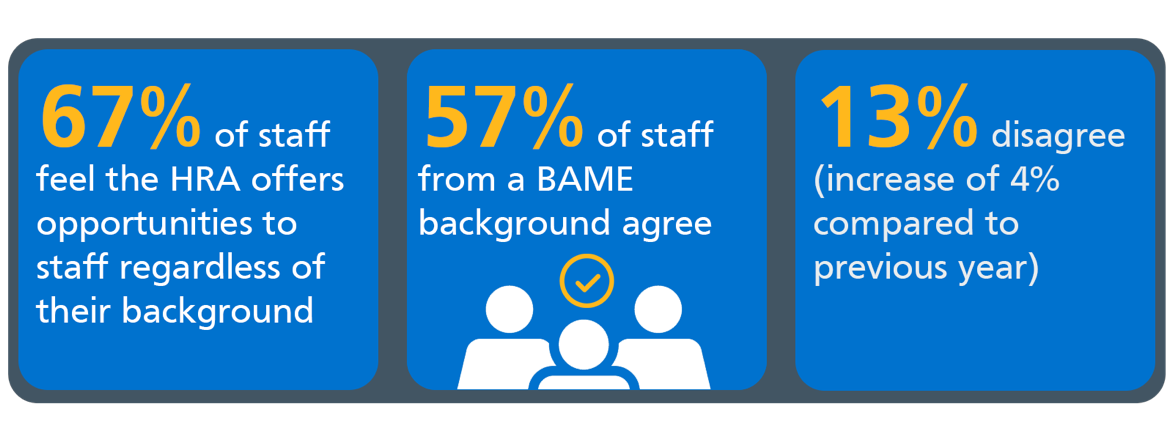 67% of staff
feel the HRA offers
opportunities to
staff regardless of
their background
57% of staff
from a BAME
background agree
13% disagree
(increase of 4%
compared to
previous year)